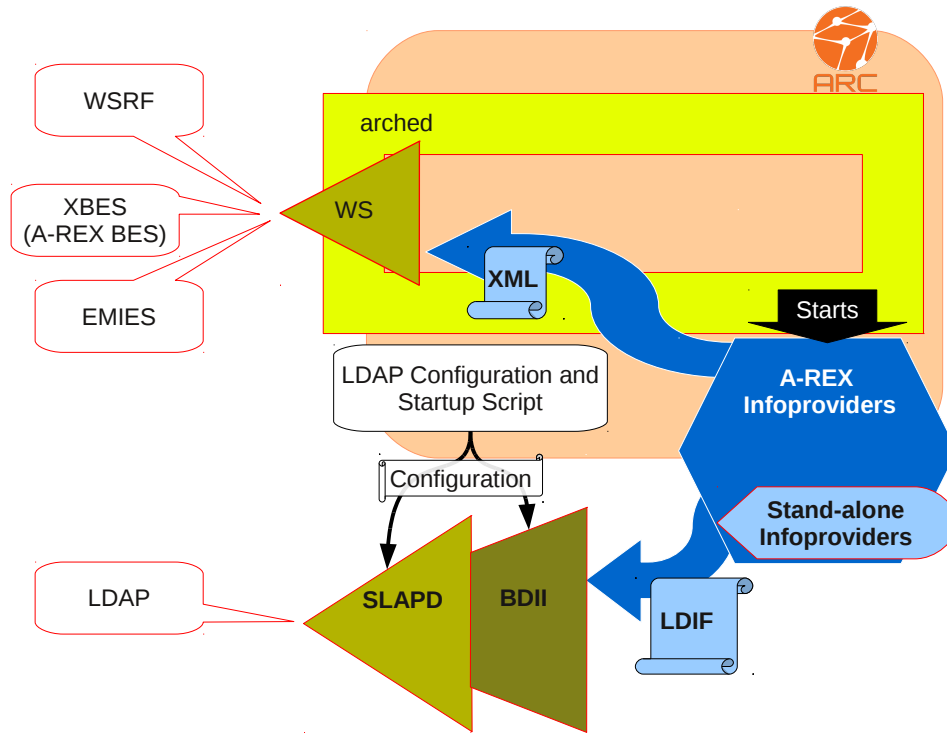 ARC
WSRF
arched
XBES
(A-REX BES)
WS
EMIES
XML
Starts
LDAP Configuration and
Startup Script
A-REX
Infoproviders
Configuration
Stand-alone
Infoproviders
LDAP
SLAPD
BDII
LDIF